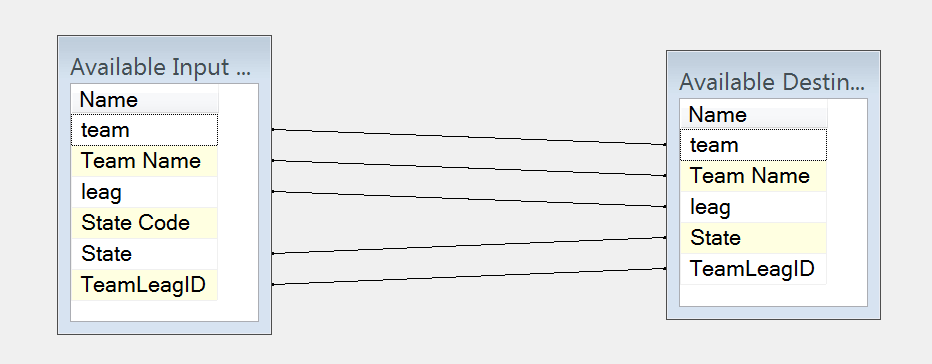 Available Input ...
Name
team
Team Name
leag
State Code
State
TeamLeagID
Available Destin...
Name
team
Team Name
leag
State
TeamLeagID